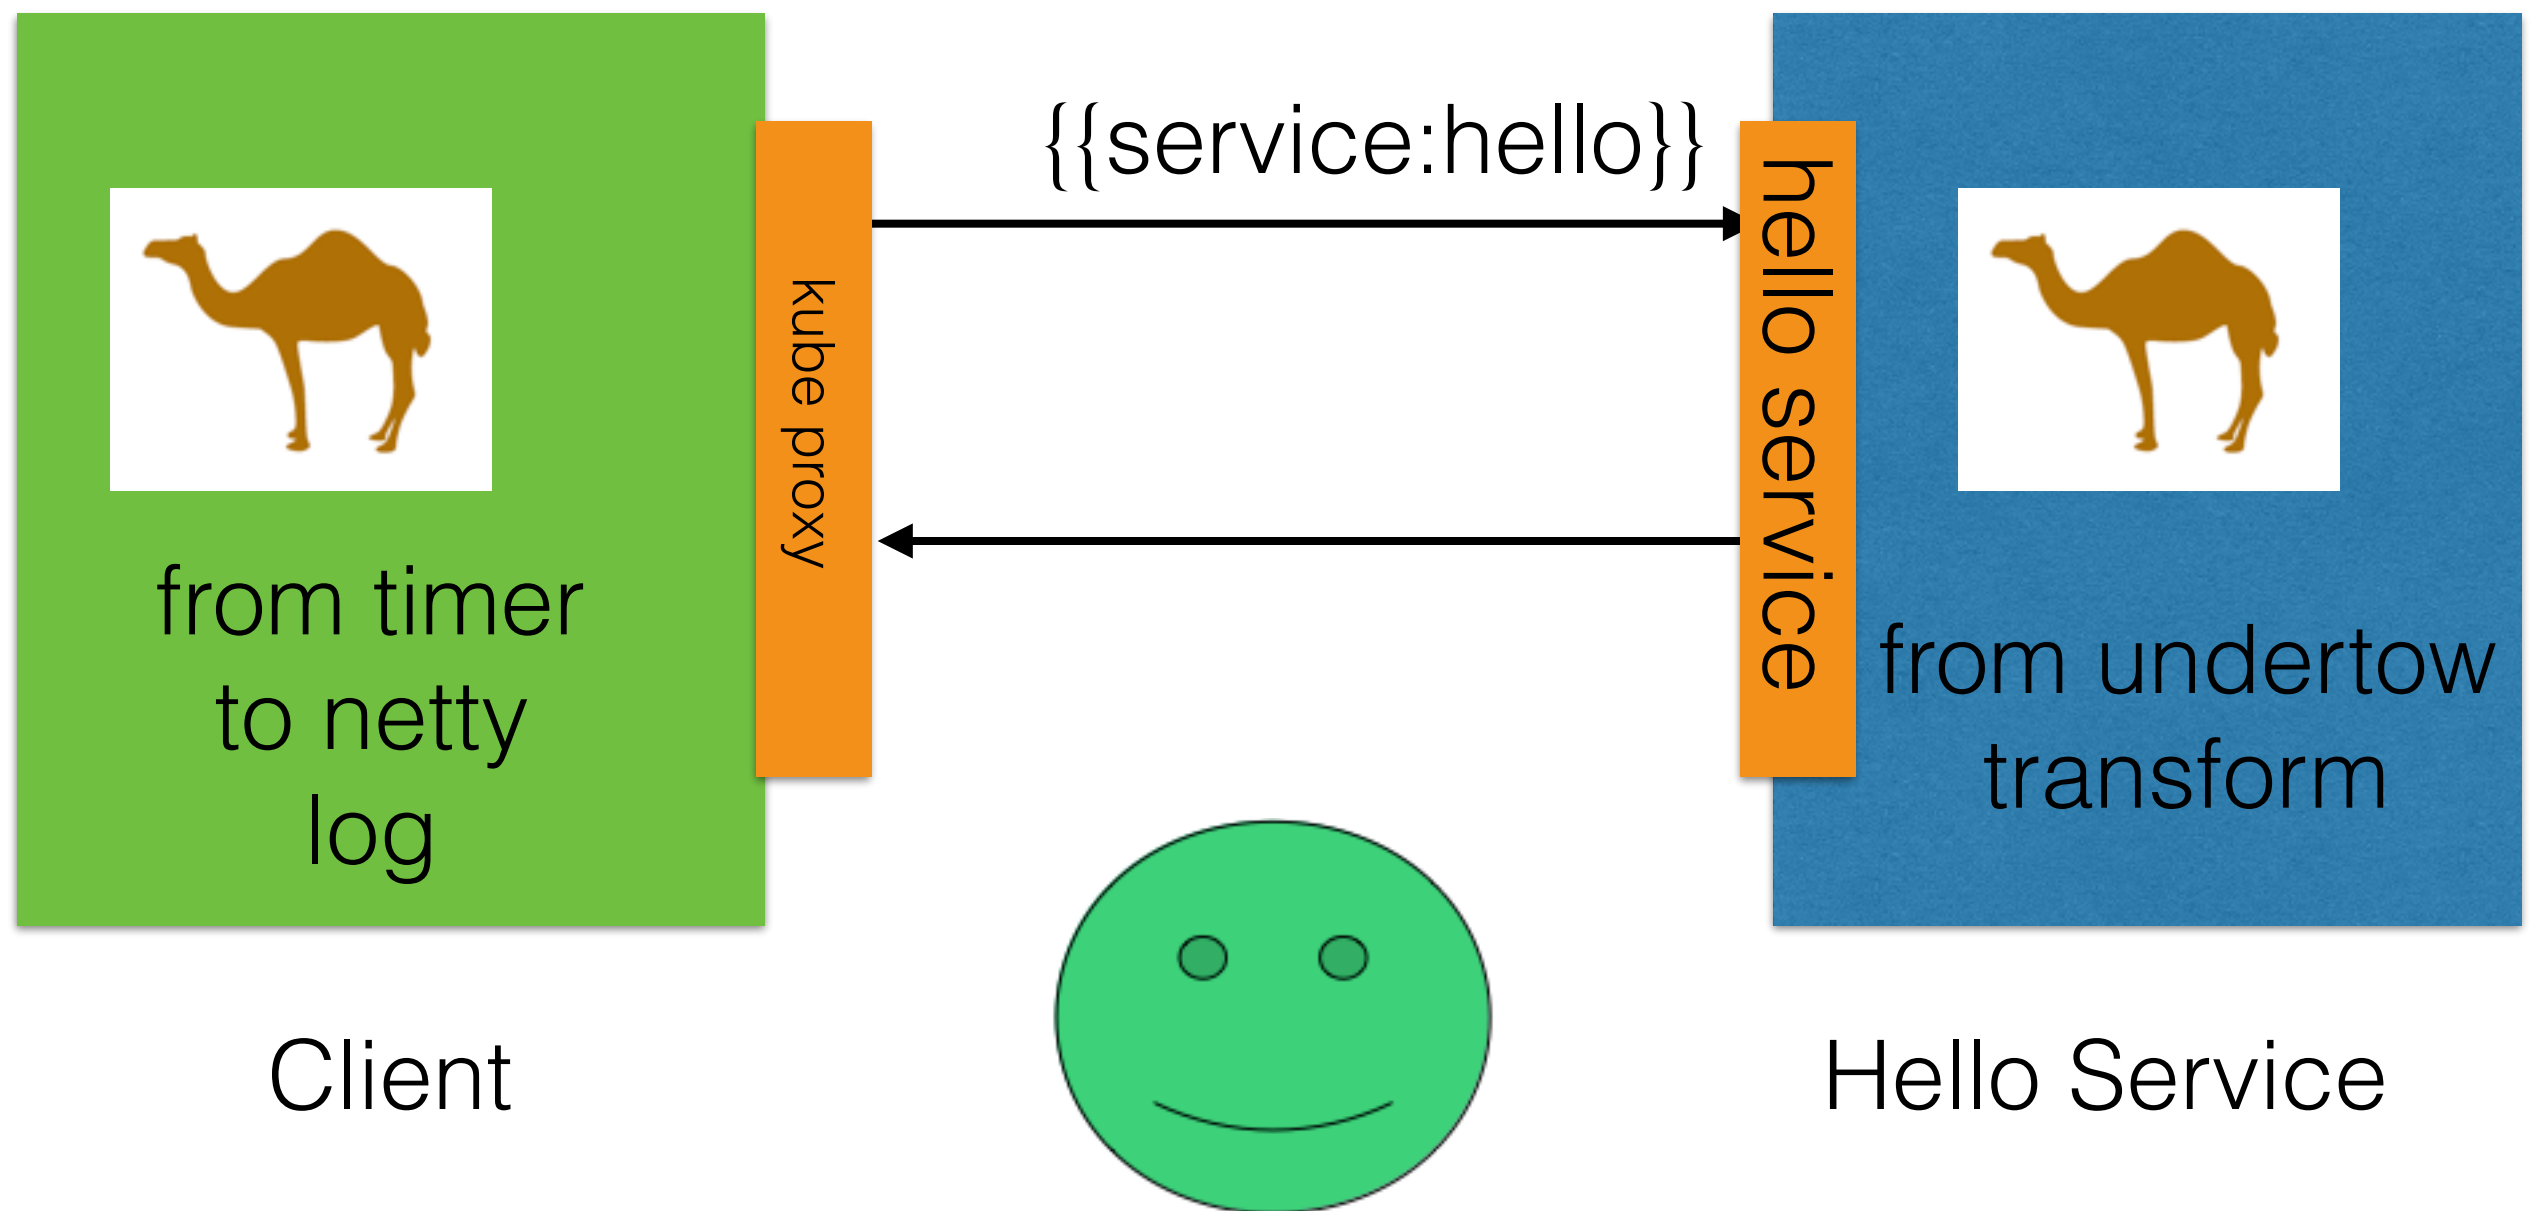 {{service:hello}}
kube proxy
hello service
from timer
to netty
log
from undertow
transform
Client
Hello Service